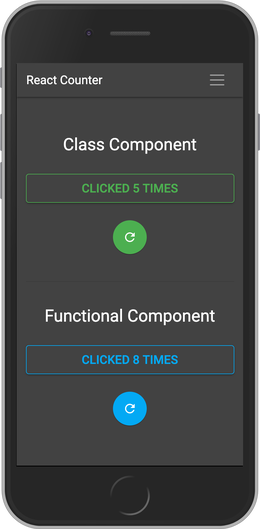 React Counter
Class Component
CLICKED 5 TIMES
Functional Component
CLICKED 8 TIMES